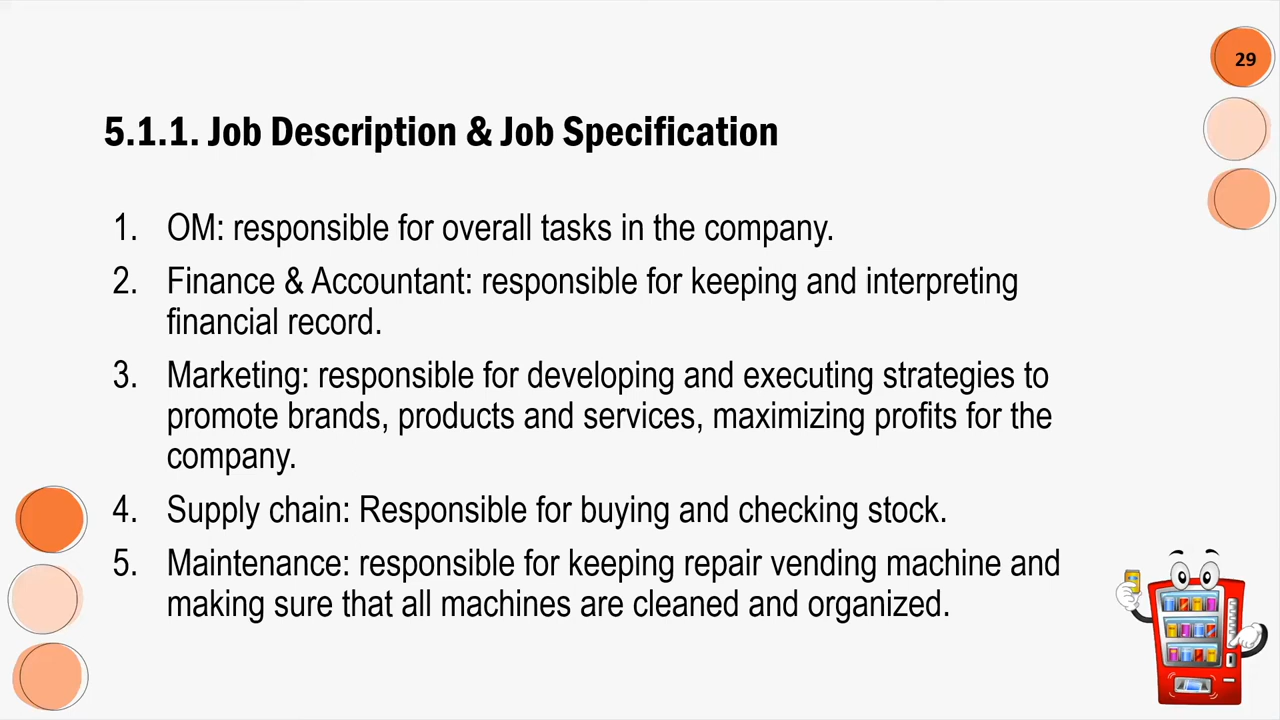 29
5.1.1. Job Description & Job Specification
1. OM: responsible for overall tasks in the company.
2. Finance & Accountant: responsible for keeping and interpreting
financial record.
3. Marketing: responsible for developing and executing strategies to
promote brands, products and services, maximizing profits for the
company.
4. Supply chain: Responsible for buying and checking stock.
5. Maintenance: responsible for keeping repair vending machine and
making sure that all machines are cleaned and organized.